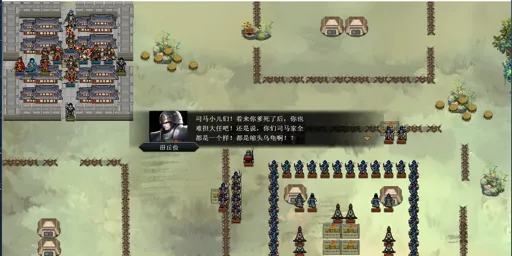 司马小儿们！看来你爹死了后，你也
难担大任吧！还是说，你们司马家全
都是一个样！都是缩头乌龟啊！？
毌丘俭